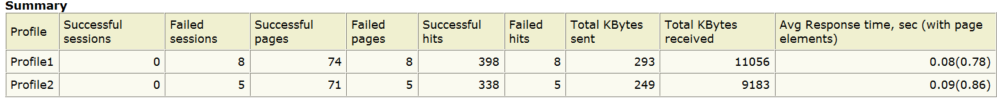 Summary
Profile Successful sessions Failed sessions Successful pages Failed pages Successful hits Failed hits Total KBytes sent Total KBytes received Avg Response time, sec (with page elements)
Profile1 0 8 74 8 398 8 293 11056 0.08(0.78)
Profile2 0 5 71 5 338 5 249 9183 0.09(0.86)